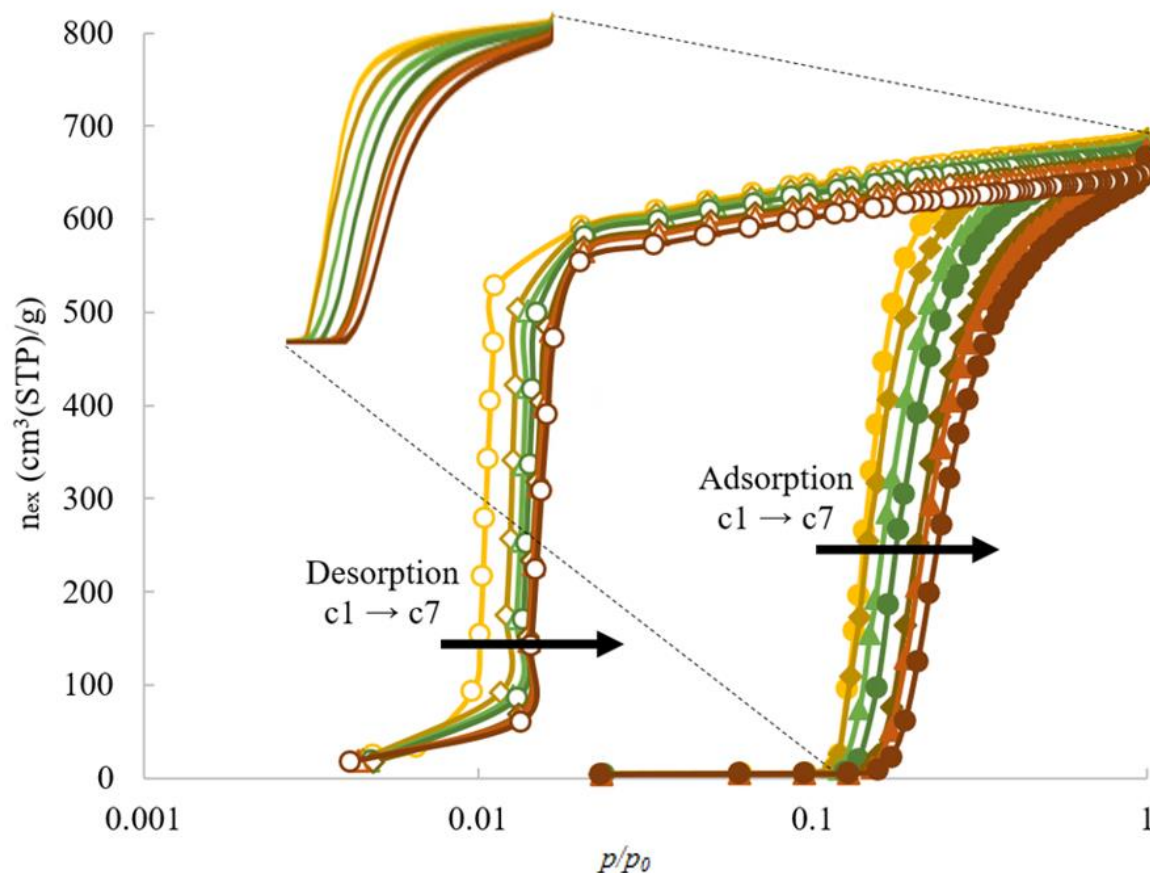 800
700
600
500
400
300
200
100
0
nex (cm³(STP)/g)
Desorption
c1 → c7
Adsorption
c1 → c7
0.001
0.01
0.1
1
p/p₀